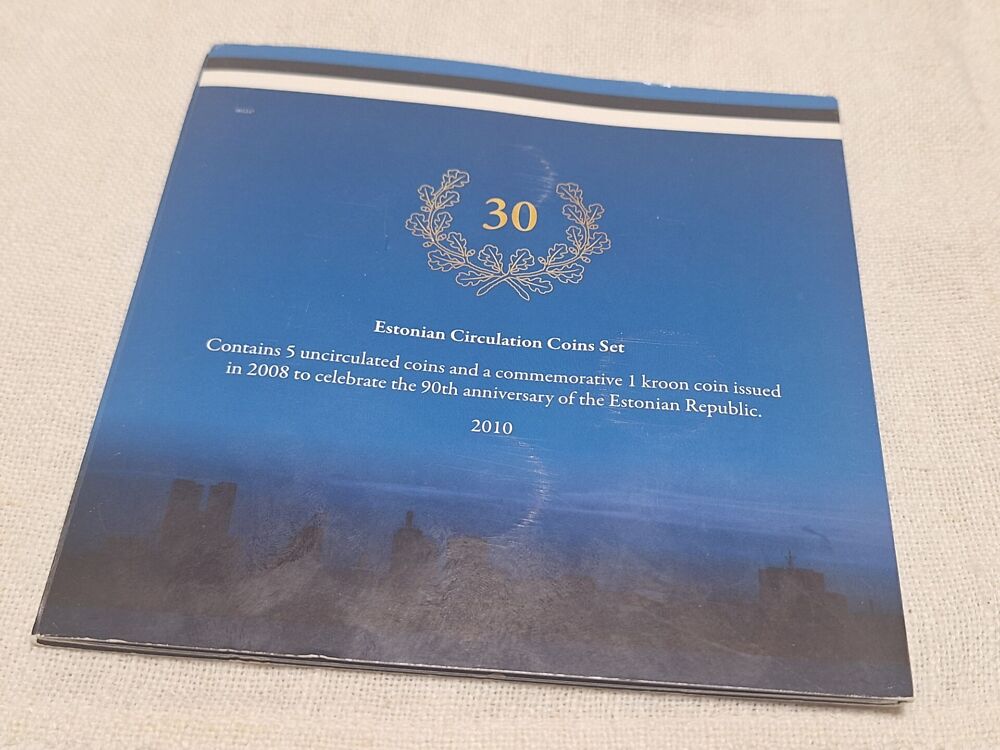 30
Estonian Circulation Coins Set
Contains 5 uncirculated coins and a commemorative 1 kroon coin issued
in 2008 to celebrate the 90th anniversary of the Estonian Republic.
2010